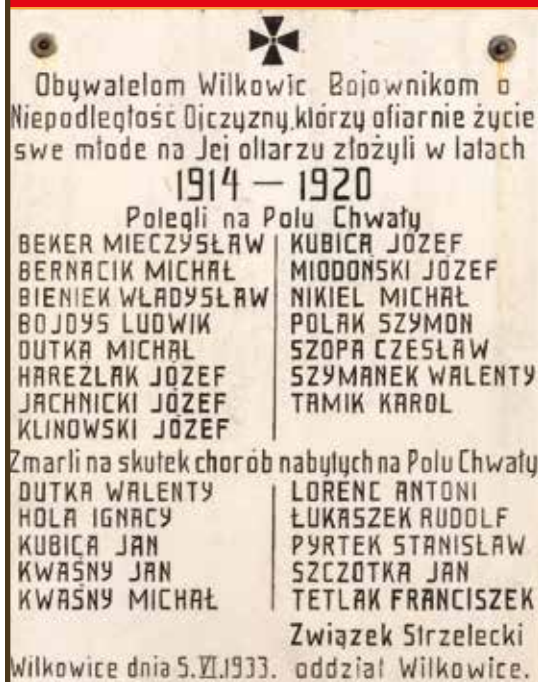 Obywatelom Wilkowic Bojownikom o
Niepodległość Ojczyzny, którzy ofiarnie życie
swe młode na Jej ołtarzu złożyli w latach
1914 — 1920
Polegli na Polu Chwały
BEKER MIECZYSŁAW
BERNACIK MICHAŁ
BIENIEK WŁADYSŁAW
BOJDYS LUDWIK
DUTKA MICHAŁ
HAREŹLAK JÓZEF
JACHNICKI JÓZEF
KLINOWSKI JÓZEF
KUBICA JÓZEF
MIODOŃSKI JÓZEF
NIKIEL MICHAŁ
POLAK SZYMON
SZOPA CZESŁAW
SZYMANEK WALENTY
TAMIK KAROL
Zmarli na skutek chorób nabytych na Polu Chwały
DUTKA WALENTY
HOLA IGNACY
KUBICA JAN
KWAŚNY JAN
KWAŚNY MICHAŁ
LORENC ANTONI
ŁUKASZEK RUDOLF
PYRTEK STANISŁAW
SZCZOTKA JAN
TETLAK FRANCISZEK
Związek Strzelecki
Wilkowice dnia 5.VI.1933. oddział Wilkowice.